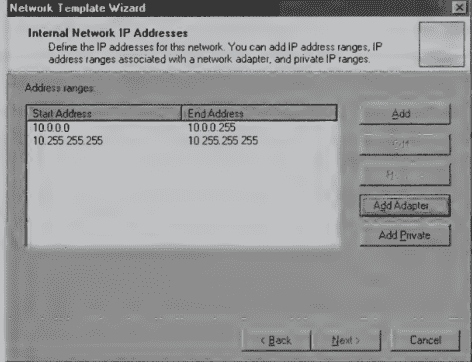 Network Template Wizard
Internal Network IP Addresses
Define the IP addresses for this network. You can add IP address ranges, IP
address ranges associated with a network adapter, and private IP ranges.
Address ranges:
Start Address End Address
10.0.0.0 10.0.0.255
10.255.255.255 10.255.255.255
Add...
Add Adapter
Add Private
< Back Next > Cancel